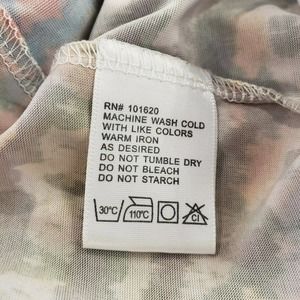 RN# 101620
MACHINE WASH COLD
WITH LIKE COLORS
WARM IRON
AS DESIRED
DO NOT TUMBLE DRY
DO NOT BLEACH
DO NOT STARCH
30°C 110°C Cl